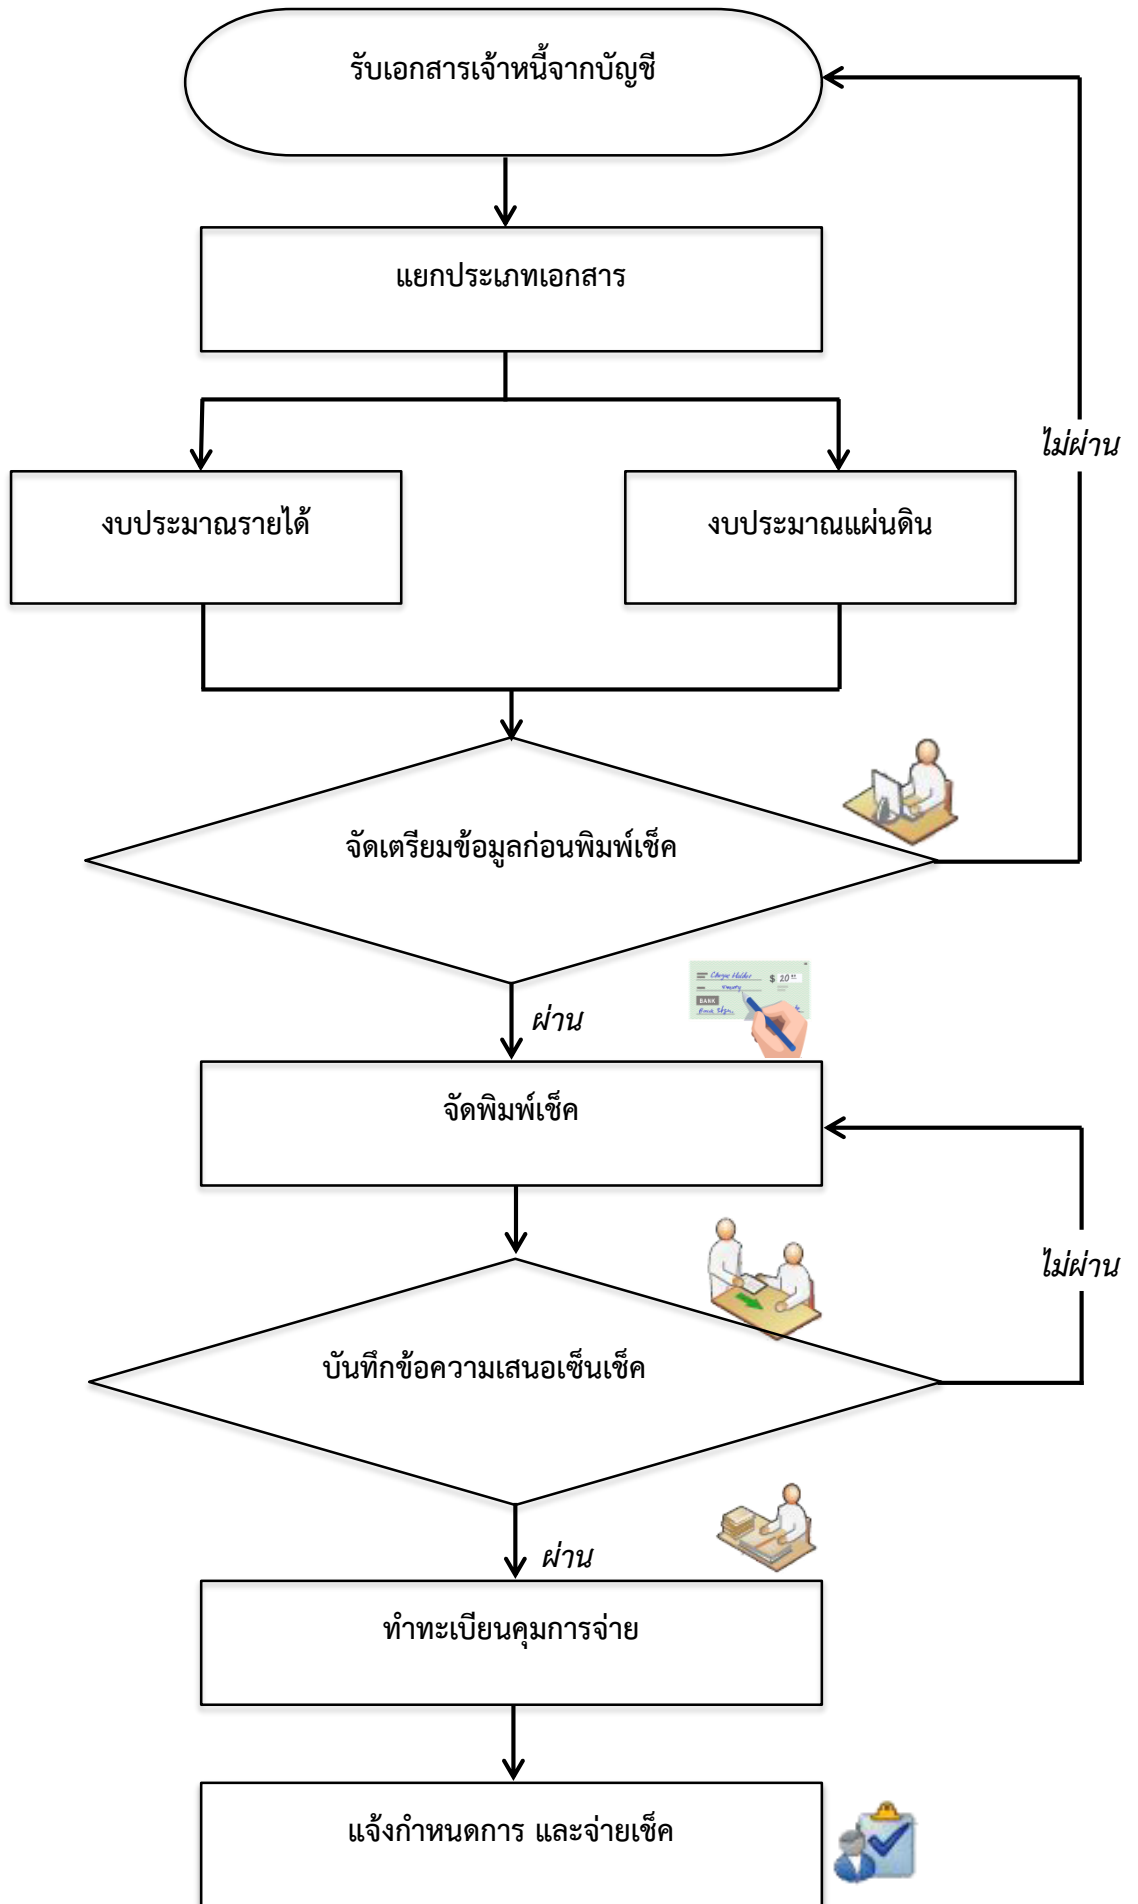 รับเอกสารเจ้าหนี้จากบัญชี
แยกประเภทเอกสาร
ไม่ผ่าน
งบประมาณรายได้
งบประมาณแผ่นดิน
จัดเตรียมข้อมูลก่อนพิมพ์เช็ค
ผ่าน
$ 20
BANK
จัดพิมพ์เช็ค
ไม่ผ่าน
บันทึกข้อความเสนอเซ็นเช็ค
ผ่าน
ทำทะเบียนคุมการจ่าย
แจ้งกำหนดการ และจ่ายเช็ค